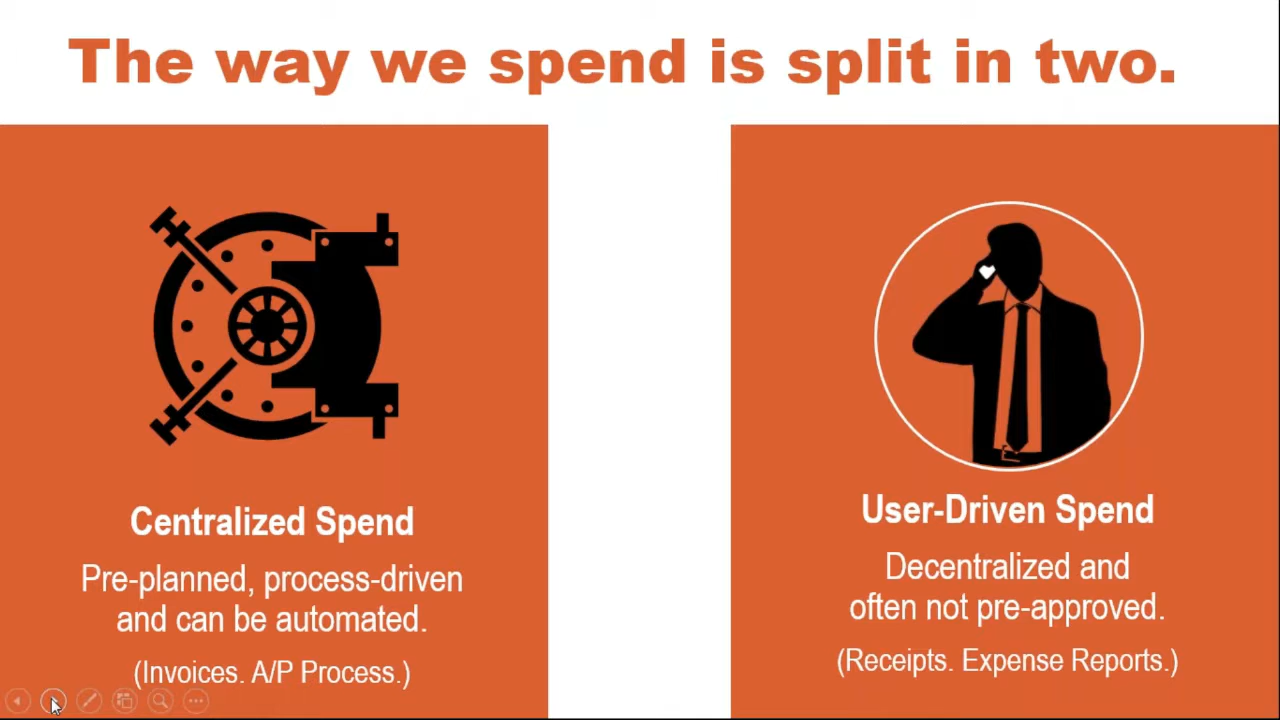 The way we spend is split in two.
Centralized Spend
Pre-planned, process-driven
and can be automated.
(Invoices. A/P Process.)
User-Driven Spend
Decentralized and
often not pre-approved.
(Receipts. Expense Reports.)